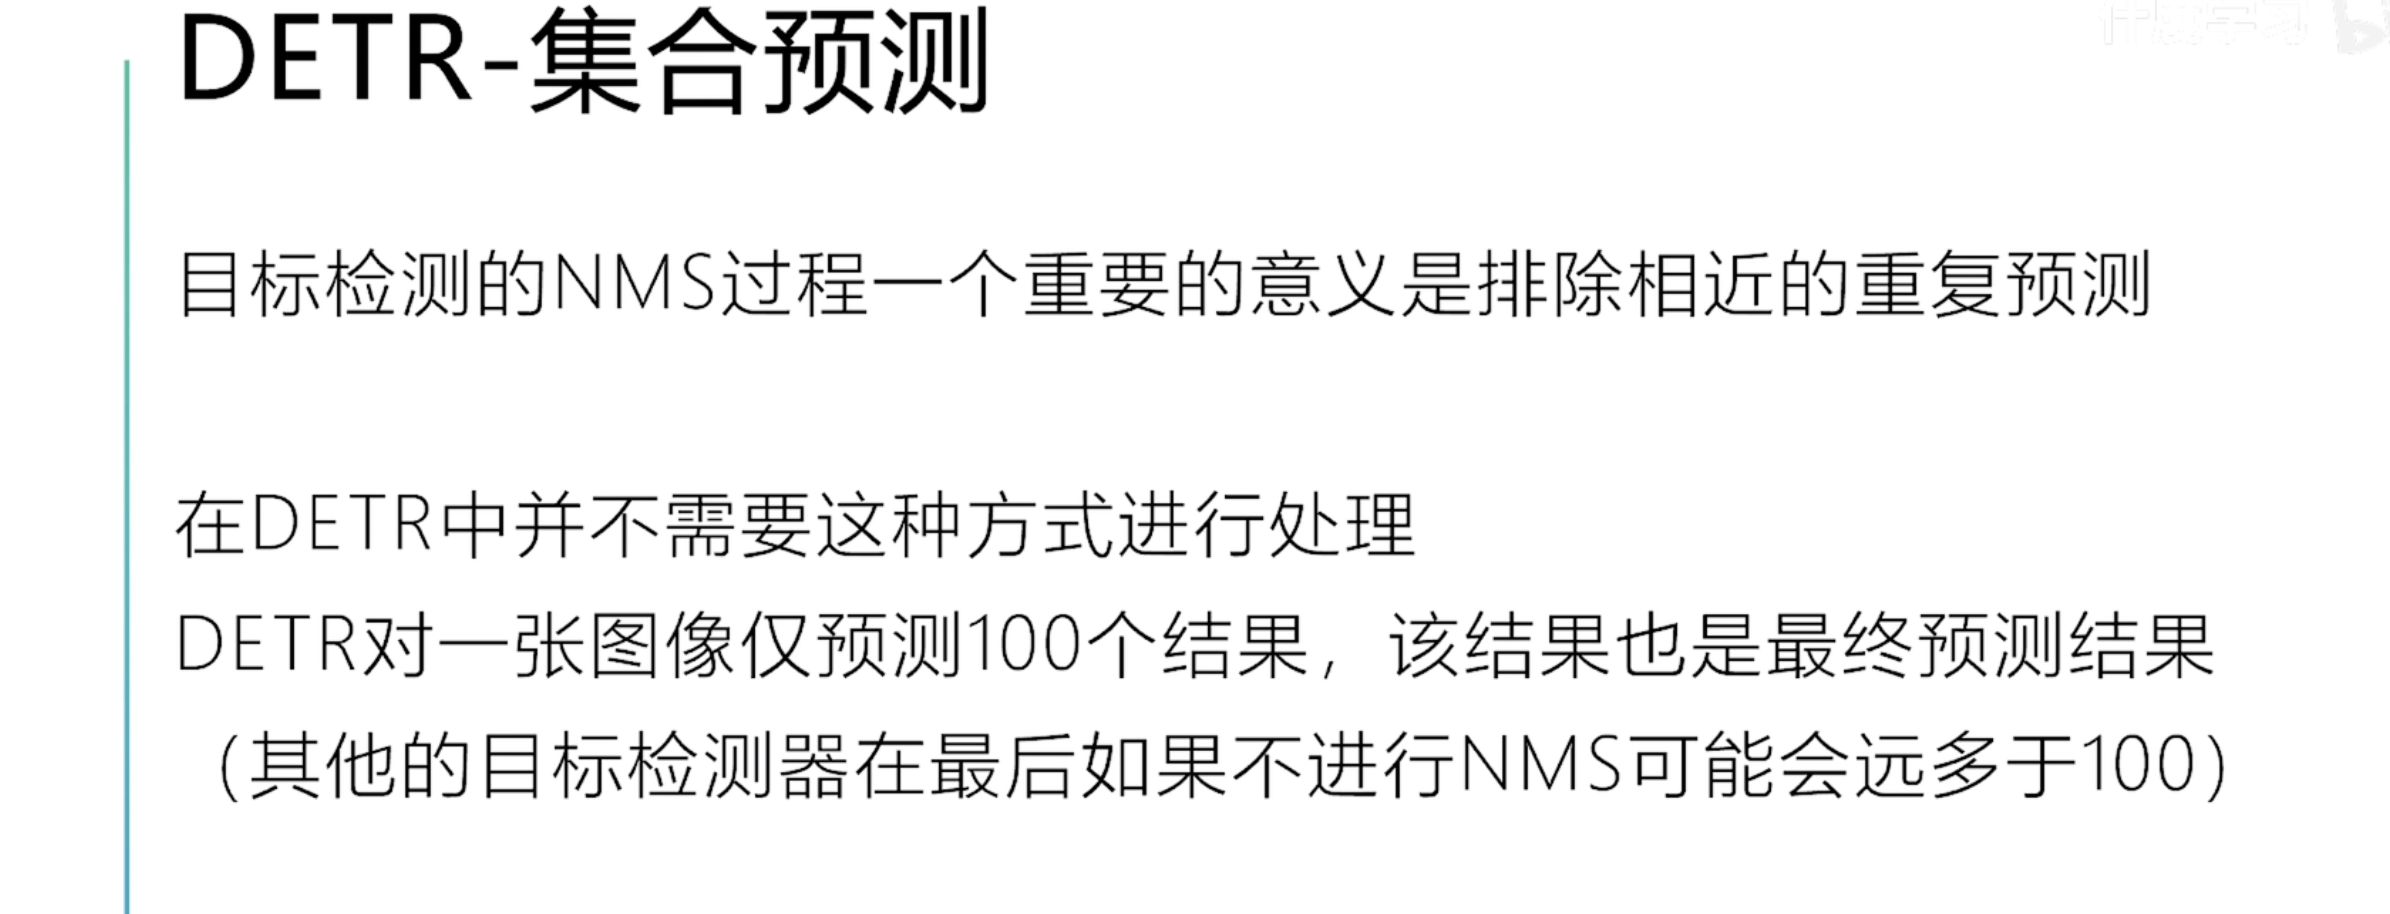 DETR-集合预测
目标检测的NMS过程一个重要的意义是排除相近的重复预测
在DETR中并不需要这种方式进行处理
DETR对一张图像仅预测100个结果，该结果也是最终预测结果
（其他的目标检测器在最后如果不进行NMS可能会远多于100）